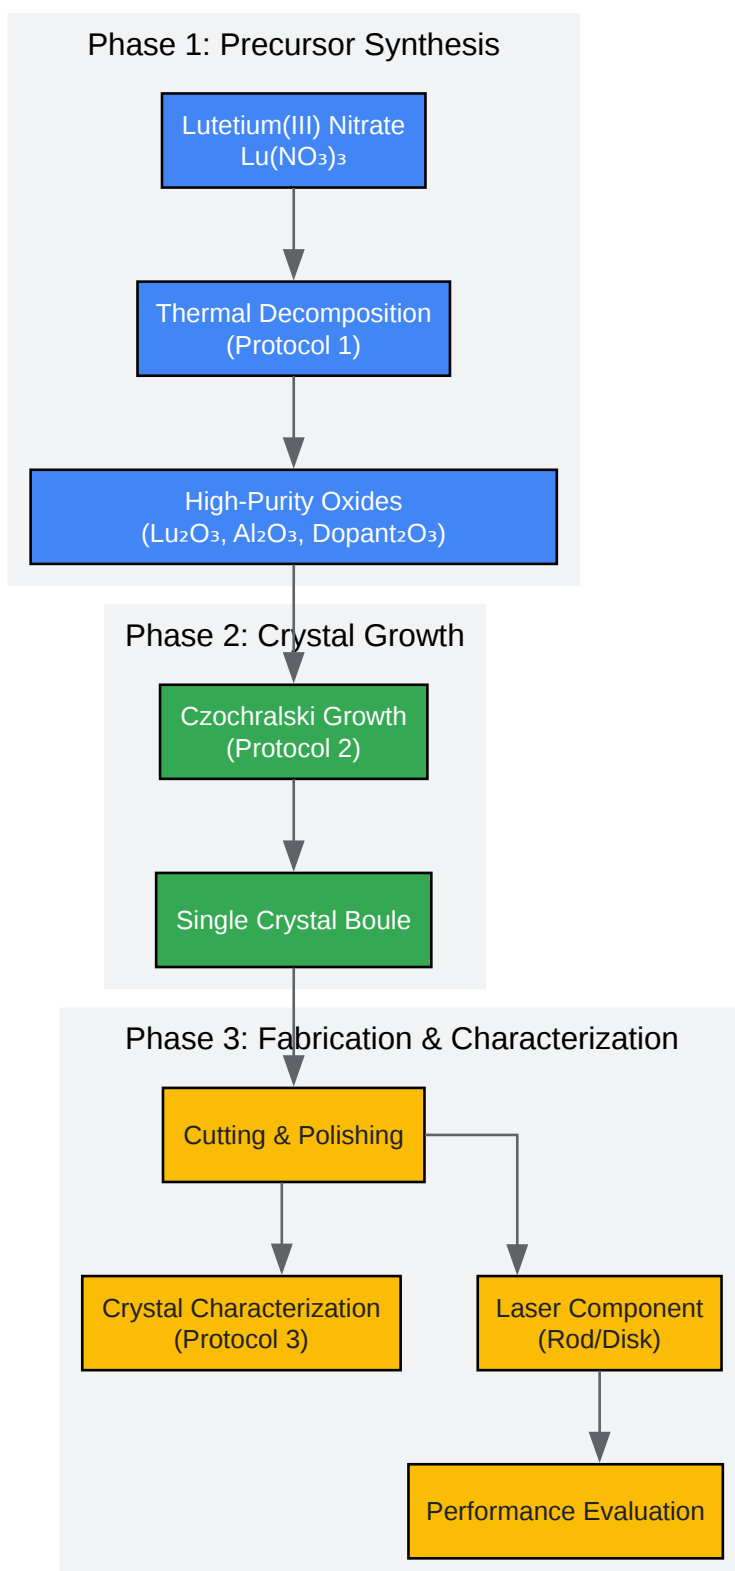 Phase 1: Precursor Synthesis
Lutetium(III) Nitrate
Lu(NO₃)₃
Thermal Decomposition
(Protocol 1)
High-Purity Oxides
(Lu₂O₃, Al₂O₃, Dopant₂O₃)
Phase 2: Crystal Growth
Czochralski Growth
(Protocol 2)
Single Crystal Boule
Phase 3: Fabrication & Characterization
Cutting & Polishing
Crystal Characterization
(Protocol 3)
Laser Component
(Rod/Disk)
Performance Evaluation